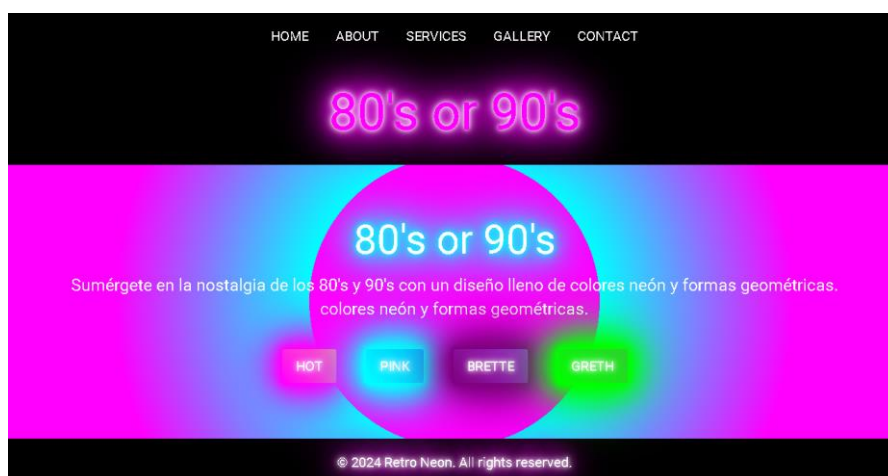 HOME ABOUT SERVICES GALLERY CONTACT
80's or 90's
80's or 90's
Sumérgete en la nostalgia de los 80's y 90's con un diseño lleno de colores neón y formas geométricas.
colores neón y formas geométricas.
HOT PINK BRETTE GRETH
© 2024 Retro Neon. All rights reserved.